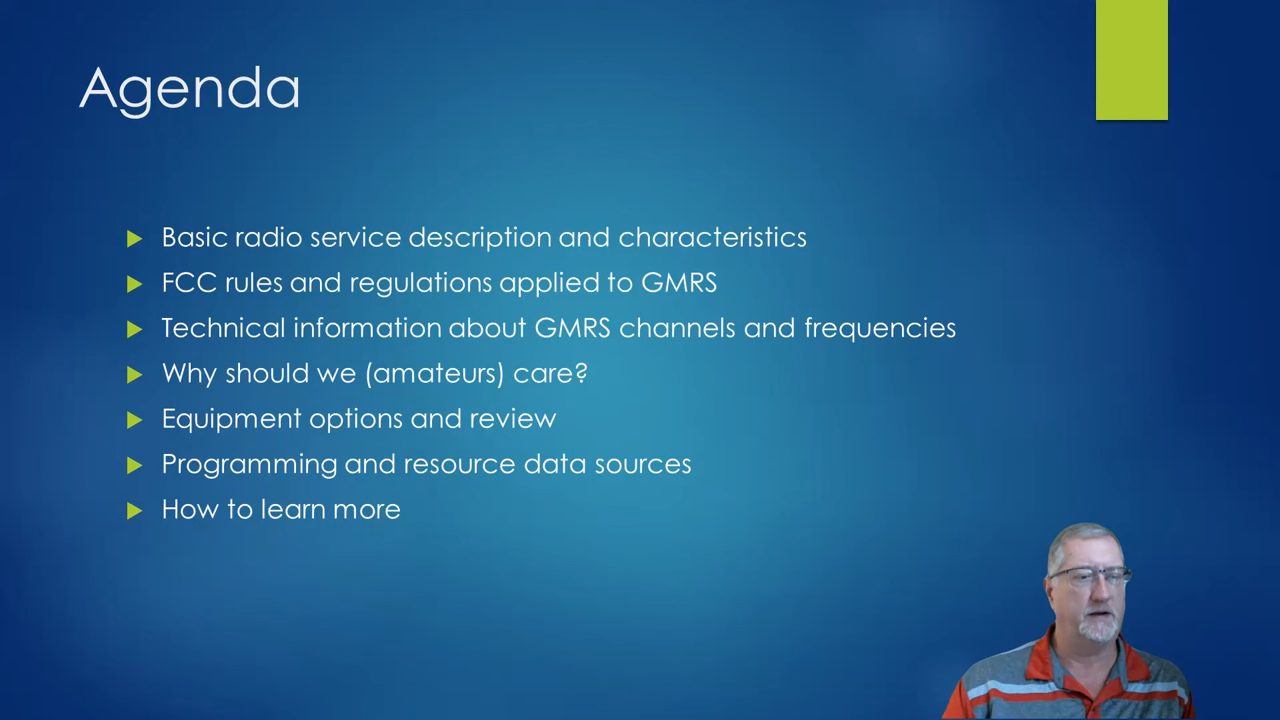 Agenda
Basic radio service description and characteristics
FCC rules and regulations applied to GMRS
Technical information about GMRS channels and frequencies
Why should we (amateurs) care?
Equipment options and review
Programming and resource data sources
How to learn more